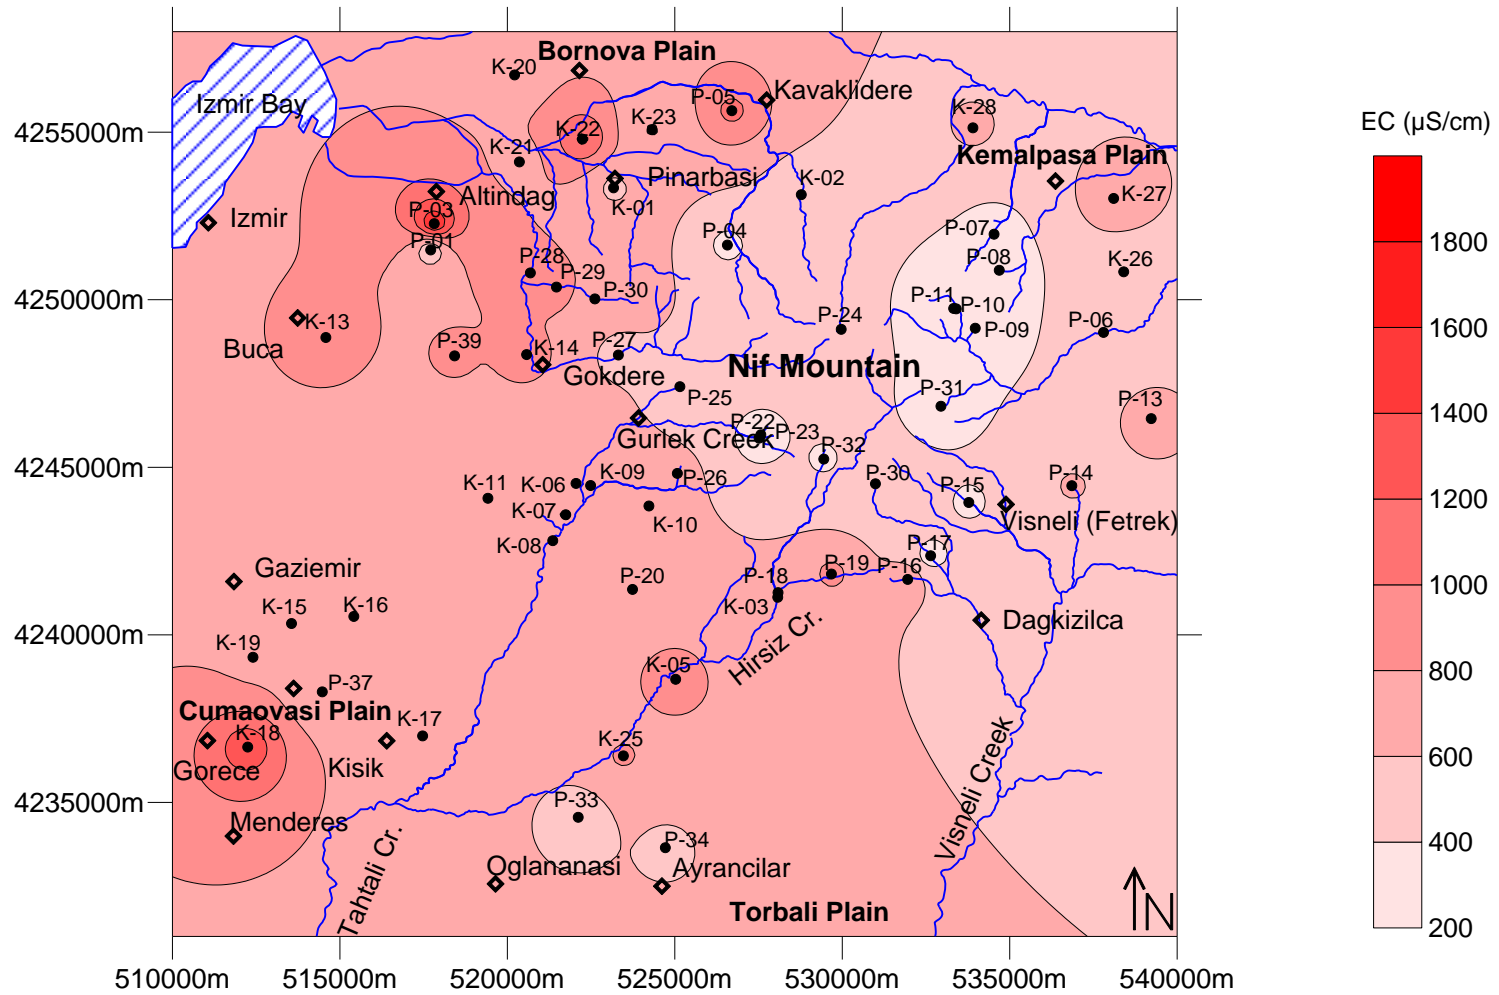 Bornova Plain
K-20
P-05
Kavaklidere
Izmir Bay
K-28
EC (µS/cm)
4255000m
K-22
K-23
K-21
Kemalpasa Plain
Pinarbasi
K-02
K-27
Altindag
K-01
P-03
Izmir
P-01
P-04
P-07
1800
P-28
P-08
K-26
P-29
4250000m
P-30
P-11
P-10
K-13
P-24
P-09
P-06
1600
Buca
P-39
K-14
P-27
Nif Mountain
Gokdere
P-25
P-31
P-13
1400
P-22
P-23
Gurlek Creek
P-32
4245000m
K-11
K-06
K-09
P-26
P-30
P-15
P-14
1200
K-07
K-10
Visneli (Fetrek)
K-08
P-17
Gaziemir
P-20
P-18
P-19
P-16
1000
K-15
K-16
K-03
4240000m
Dagkizilca
K-19
Hirsiz Cr.
K-05
800
P-37
Cumaovasi Plain
K-17
K-18
K-25
Gorece
Kisik
600
4235000m
P-33
Visneli Creek
Menderes
P-34
400
Tahtali Cr.
Oglananasi
Ayrancilar
Torbali Plain
N
200
510000m
515000m
520000m
525000m
530000m
535000m
540000m